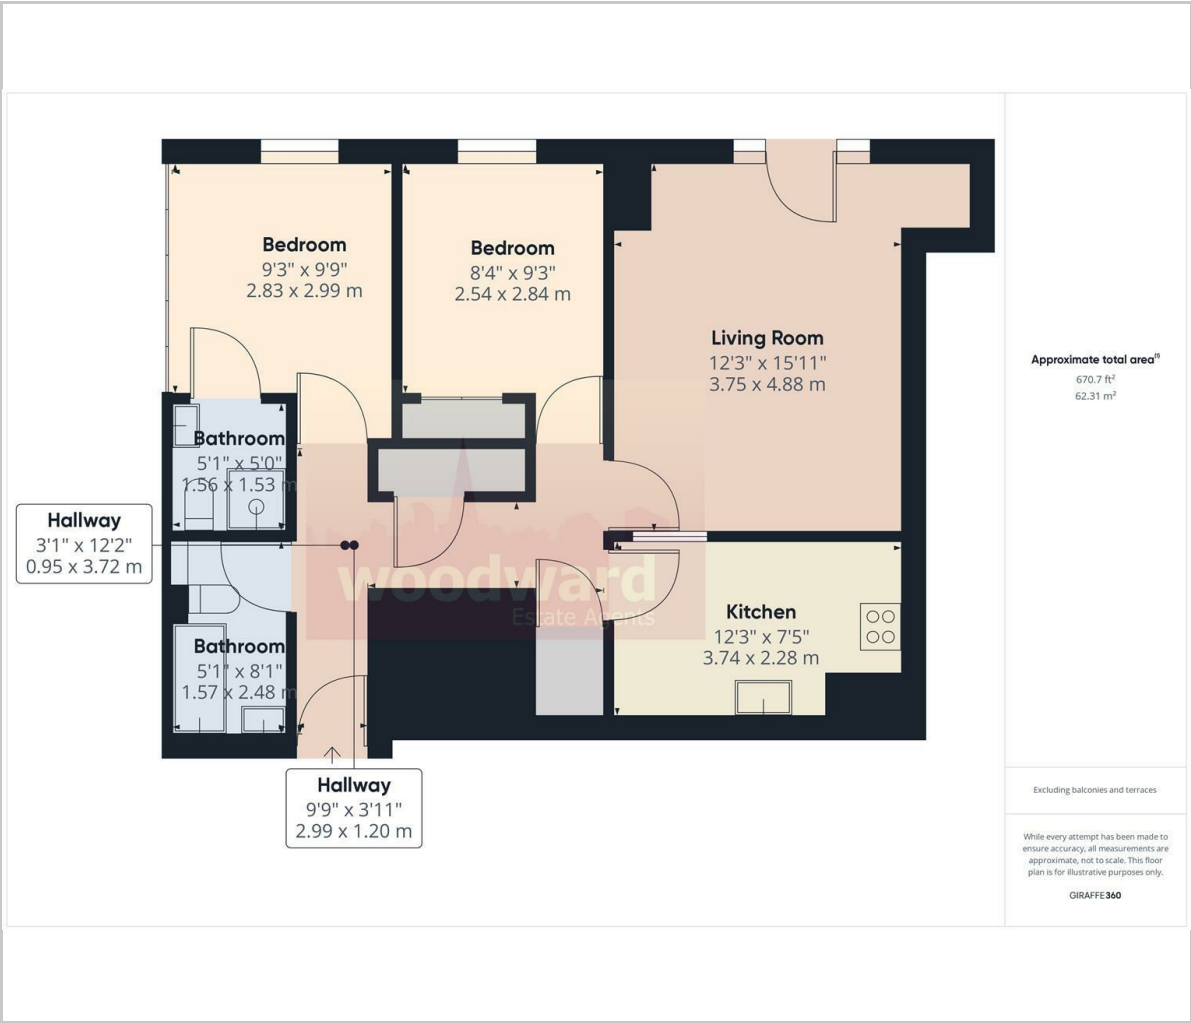 Bedroom
9'3" x 9'9"
2.83 x 2.99 m
Bedroom
8'4" x 9'3"
2.54 x 2.84 m
Living Room
12'3" x 15'11"
3.75 x 4.88 m
Bathroom
5'1" x 5'0"
1.56 x 1.53 m
Hallway
3'1" x 12'2"
0.95 x 3.72 m
woodward
Estate Agents
Kitchen
12'3" x 7'5"
3.74 x 2.28 m
Bathroom
5'1" x 8'1"
1.57 x 2.48 m
Hallway
9'9" x 3'11"
2.99 x 1.20 m
Approximate total area⁽¹⁾
670.7 ft²
62.31 m²
Excluding balconies and terraces
While every attempt has been made to
ensure accuracy, all measurements are
approximate, not to scale. This floor
plan is for illustrative purposes only.
GIRAFFE360